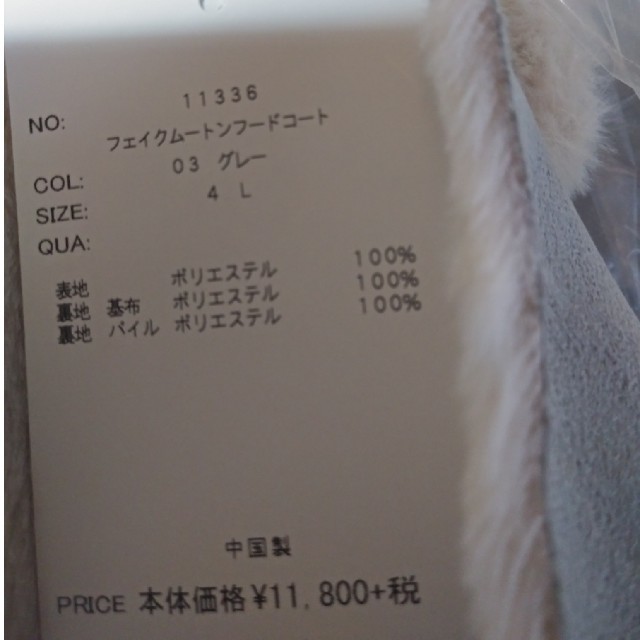 NO: 11336
フェイクムートンフードコート
COL: 03 グレー
SIZE: 4 L
QUA:
表地 ポリエステル 100%
裏地 基布 ポリエステル 100%
裏地 パイル ポリエステル 100%
中国製
PRICE 本体価格¥11,800+税